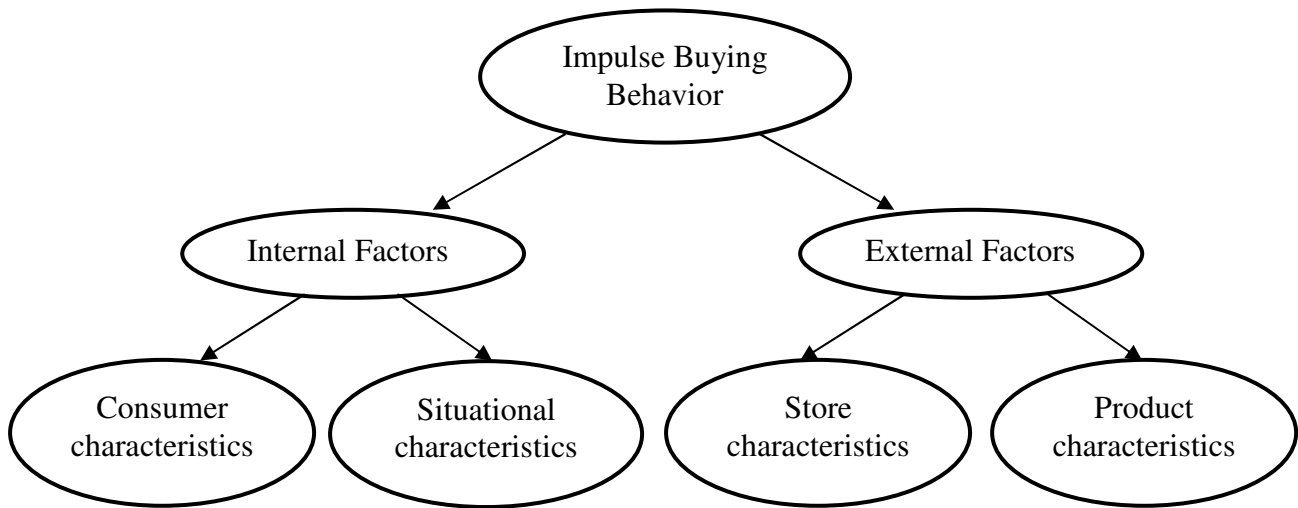 Impulse Buying
Behavior
Internal Factors
External Factors
Consumer
characteristics
Situational
characteristics
Store
characteristics
Product
characteristics